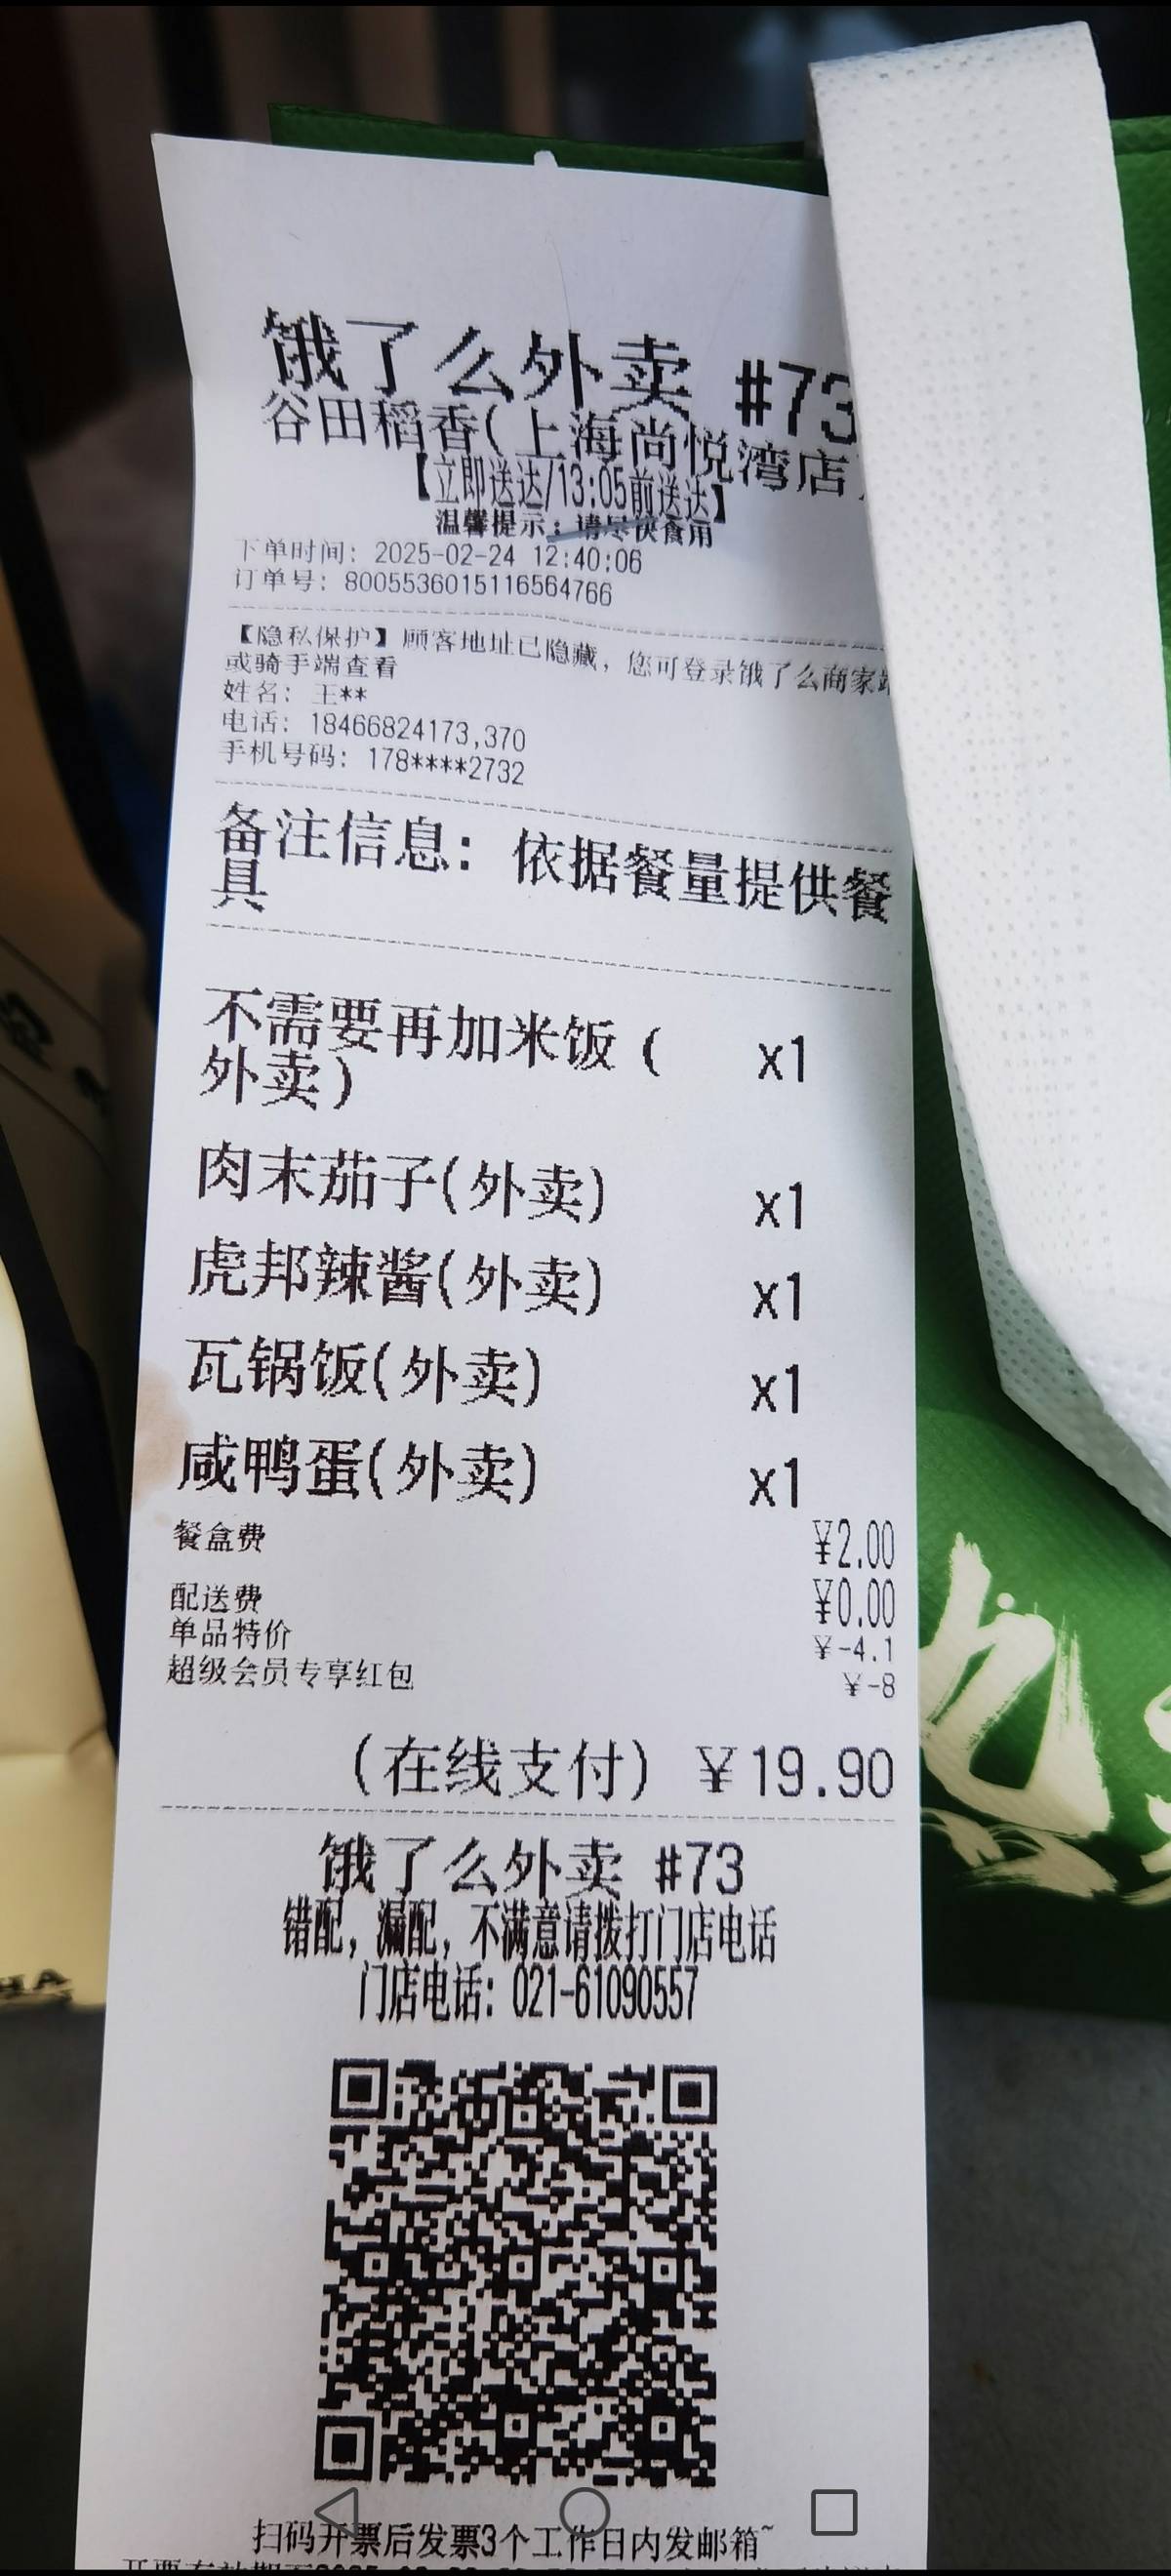 饿了么外卖 #73
谷田稻香(上海尚悦湾店)
【立即送达/13:05前送达】
温馨提示：请尽快食用
下单时间: 2025-02-24 12:40:06
订单号: 8005536015116564766
【隐私保护】顾客地址已隐藏，您可登录饿了么商家端
或骑手端查看
姓名: 王**
电话: 18466824173,370
手机号码: 178****2732
备注信息: 依据餐量提供餐
具
不需要再加米饭( x1
外卖)
肉末茄子(外卖) x1
虎邦辣酱(外卖) x1
瓦锅饭(外卖) x1
咸鸭蛋(外卖) x1
餐盒费 ¥2.00
配送费 ¥0.00
单品特价 ¥-4.1
超级会员专享红包 ¥-8
(在线支付) ¥19.90
饿了么外卖 #73
错配，漏配，不满意请拨打门店电话
门店电话: 021-61090557
扫码开票后发票3个工作日内发邮箱~